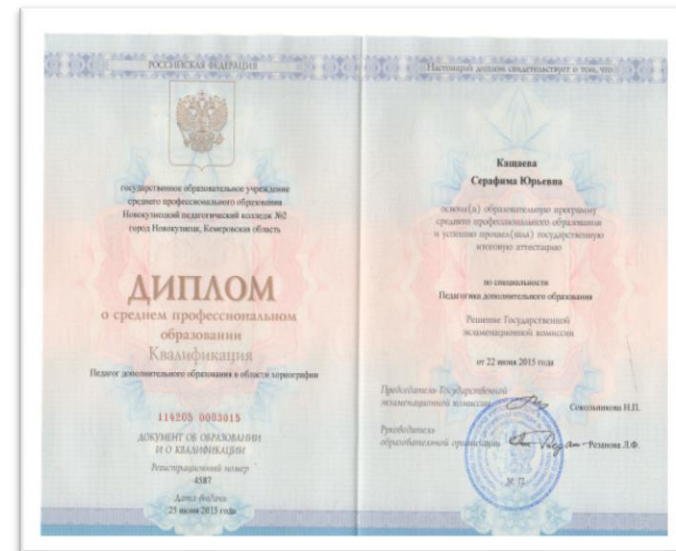 РОССИЙСКАЯ ФЕДЕРАЦИЯ
государственное образовательное учреждение
среднего профессионального образования
Новокузнецкий педагогический колледж №2
город Новокузнецк, Кемеровская область
ДИПЛОМ
о среднем профессиональном
образовании
Квалификация
Педагог дополнительного образования в области хореографии
114205 0003015
ДОКУМЕНТ ОБ ОБРАЗОВАНИИ
И О КВАЛИФИКАЦИИ
Регистрационный номер
4587
Дата выдачи
25 июня 2015 года
Настоящий диплом свидетельствует о том, что
Кащаева
Серафима Юрьевна
освоил(а) образовательную программу
среднего профессионального образования
и успешно прошел(шла) государственную
итоговую аттестацию
по специальности
Педагогика дополнительного образования
Решение Государственной
экзаменационной комиссии
от 22 июня 2015 года
Председатель Государственной
экзаменационной комиссии
Сокольникова Н.П.
Руководитель
образовательной организации
Резанова Л.Ф.
М. П.